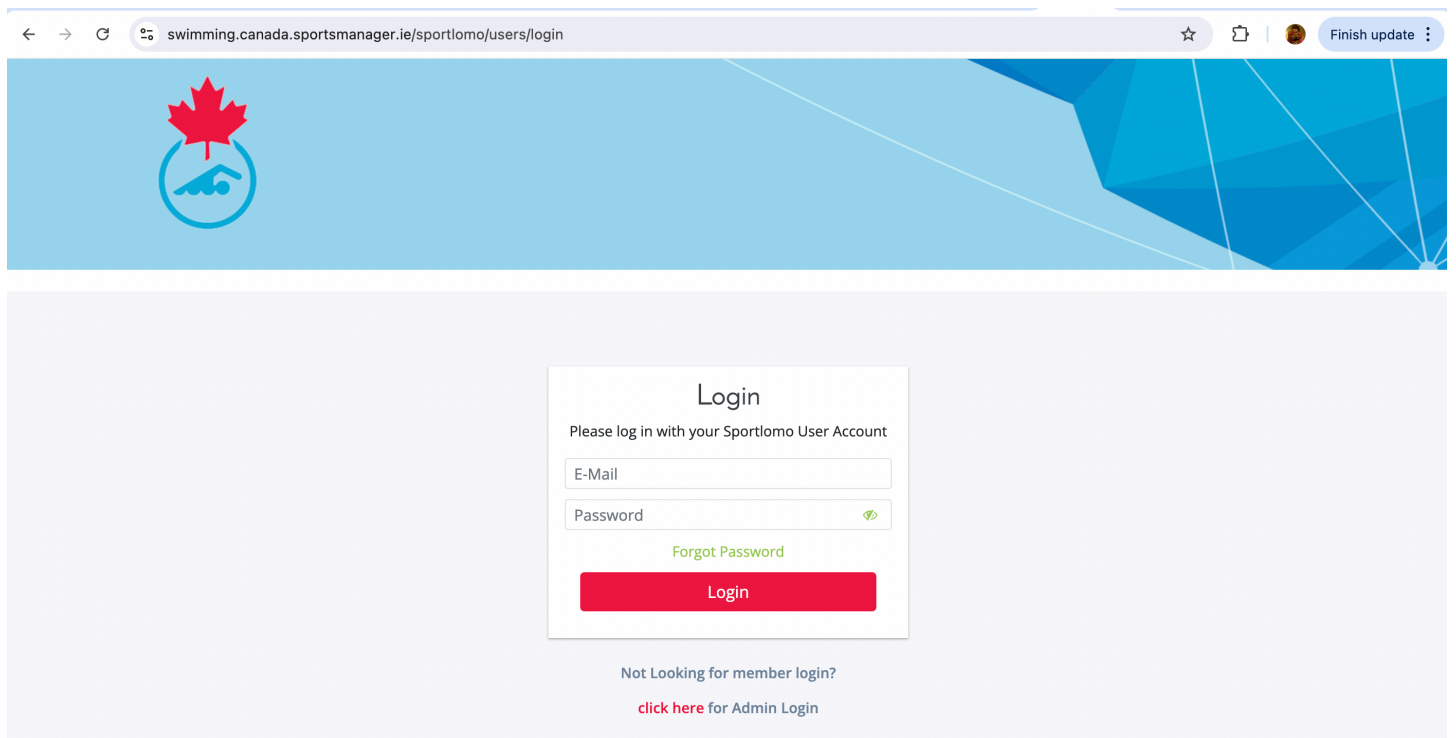 swimming.canada.sportsmanager.ie/sportlomo/users/login
Finish update
Login
Please log in with your Sportlomo User Account
E-Mail
Password
Forgot Password
Login
Not Looking for member login?
click here for Admin Login